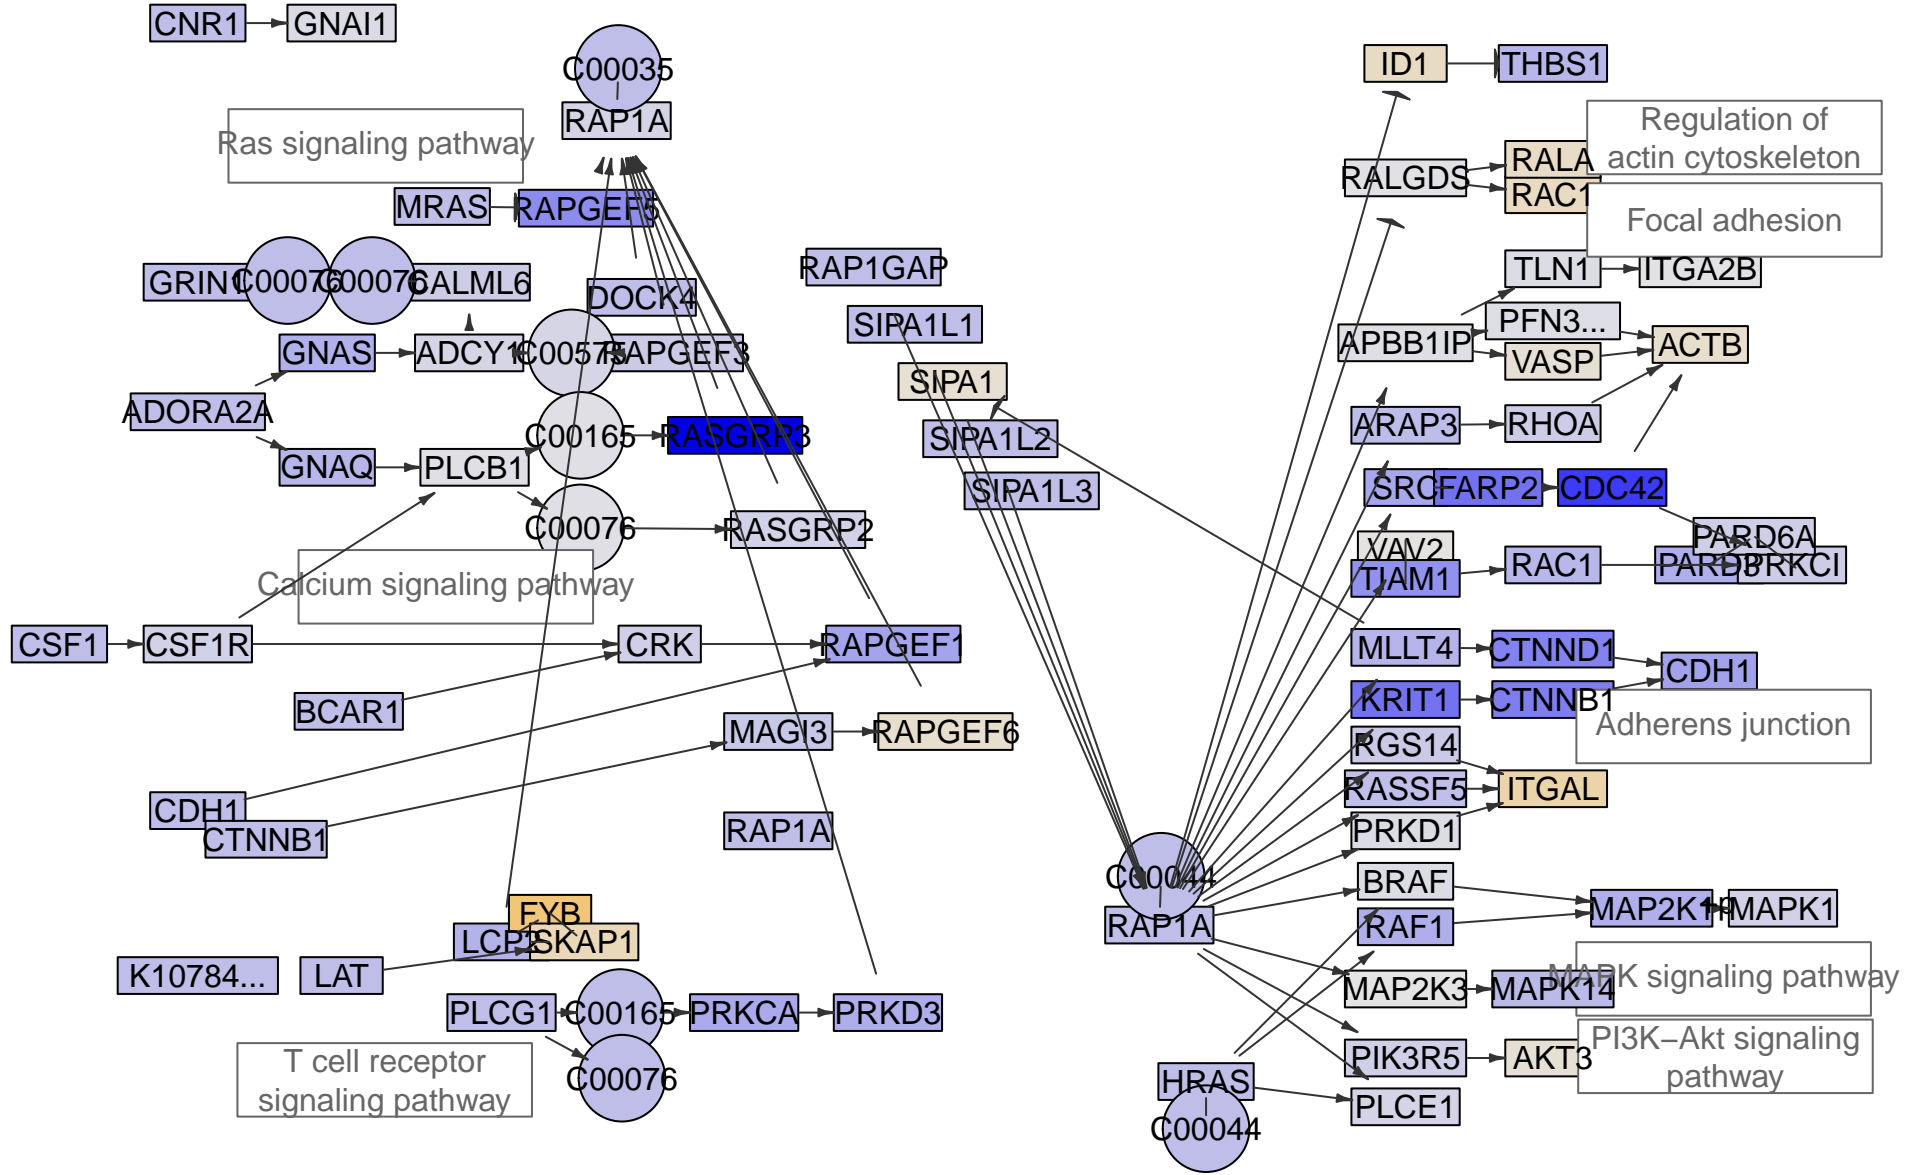 CNR1
GNAI1
C00035
RAP1A
Ras signaling pathway
MRAS
RAPGEF5
GRIN1
C00076
C00076
CALML6
DOCK4
GNAS
ADCY1
C00575
RAPGEF3
ADORA2A
C00165
RASGRP3
GNAQ
PLCB1
C00076
RASGRP2
Calcium signaling pathway
CSF1
CSF1R
CRK
RAPGEF1
BCAR1
MAGI3
RAPGEF6
CDH1
CTNNB1
RAP1A
FYB
LCP2
SKAP1
K10784...
LAT
PLCG1
C00165
PRKCA
PRKD3
C00076
T cell receptor
signaling pathway
RAP1GAP
SIPA1L1
SIPA1
SIPA1L2
SIPA1L3
C00044
RAP1A
HRAS
C00044
ID1
THBS1
Regulation of
actin cytoskeleton
RALGDS
RALA
RAC1
Focal adhesion
TLN1
ITGA2B
APBB1IP
PFN3...
VASP
ACTB
ARAP3
RHOA
SRC
FARP2
CDC42
VAV2
TIAM1
RAC1
PARD6A
PARD3
PRKCI
MLLT4
CTNND1
CDH1
KRIT1
CTNNB1
Adherens junction
RGS14
RASSF5
ITGAL
PRKD1
BRAF
RAF1
MAP2K1
MAPK1
MAP2K3
MAPK14
MAPK signaling pathway
PIK3R5
AKT3
PI3K–Akt signaling
pathway
PLCE1